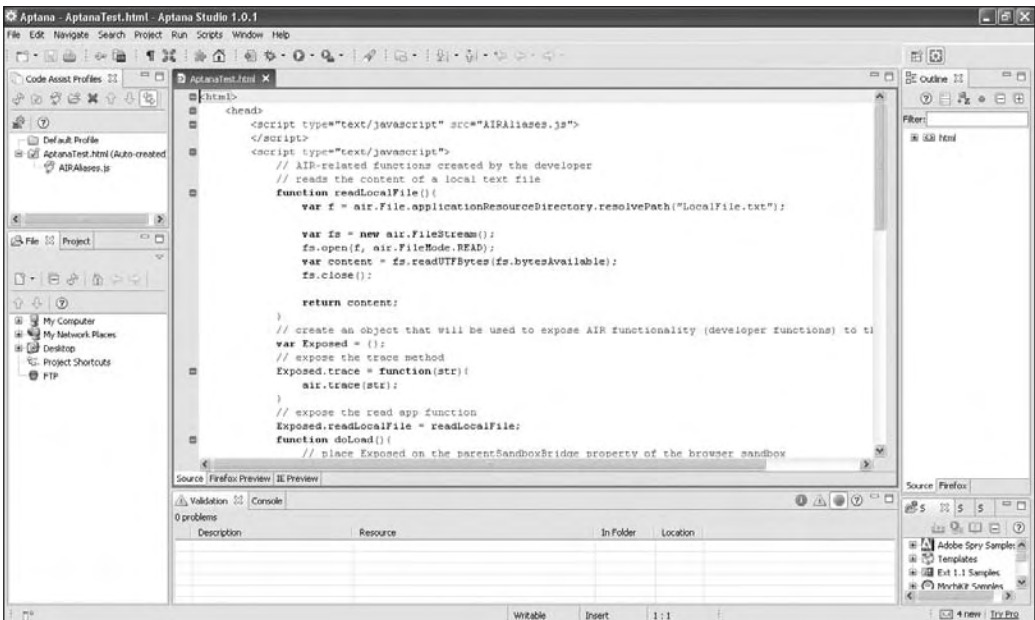 Aptana - AptanaTest.html - Aptana Studio 1.0.1
File Edit Navigate Search Project Run Scripts Window Help
Code Assist Profiles
Default Profile
AptanaTest.html (Auto-created
AIRAliases.js
File Project
My Computer
My Network Places
Desktop
Project Shortcuts
FTP
AptanaTest.html
<html>
<head>
<script type="text/javascript" src="AIRAliases.js">
</script>
<script type="text/javascript">
// AIR-related functions created by the developer
// reads the content of a local text file
function readLocalFile(){
var f = air.File.applicationResourceDirectory.resolvePath("LocalFile.txt");
var fs = new air.FileStream();
fs.open(f, air.FileMode.READ);
var content = fs.readUTFBytes(fs.bytesAvailable);
fs.close();
return content;
}
// create an object that will be used to expose AIR functionality (developer functions) to th
var Exposed = {};
// expose the trace method
Exposed.trace = function(str){
air.trace(str);
}
// expose the read app function
Exposed.readLocalFile = readLocalFile;
function doLoad(){
// place Exposed on the parentSandboxBridge property of the browser sandbox
Source Firefox Preview IE Preview
Validation Console
0 problems
Description Resource In Folder Location
Outline
Filter:
html
Source Firefox
S S S
Adobe Spry Samples
Templates
Ext 1.1 Samples
MochiKit Samples
Writable Insert 1:1 4 new Try Pro